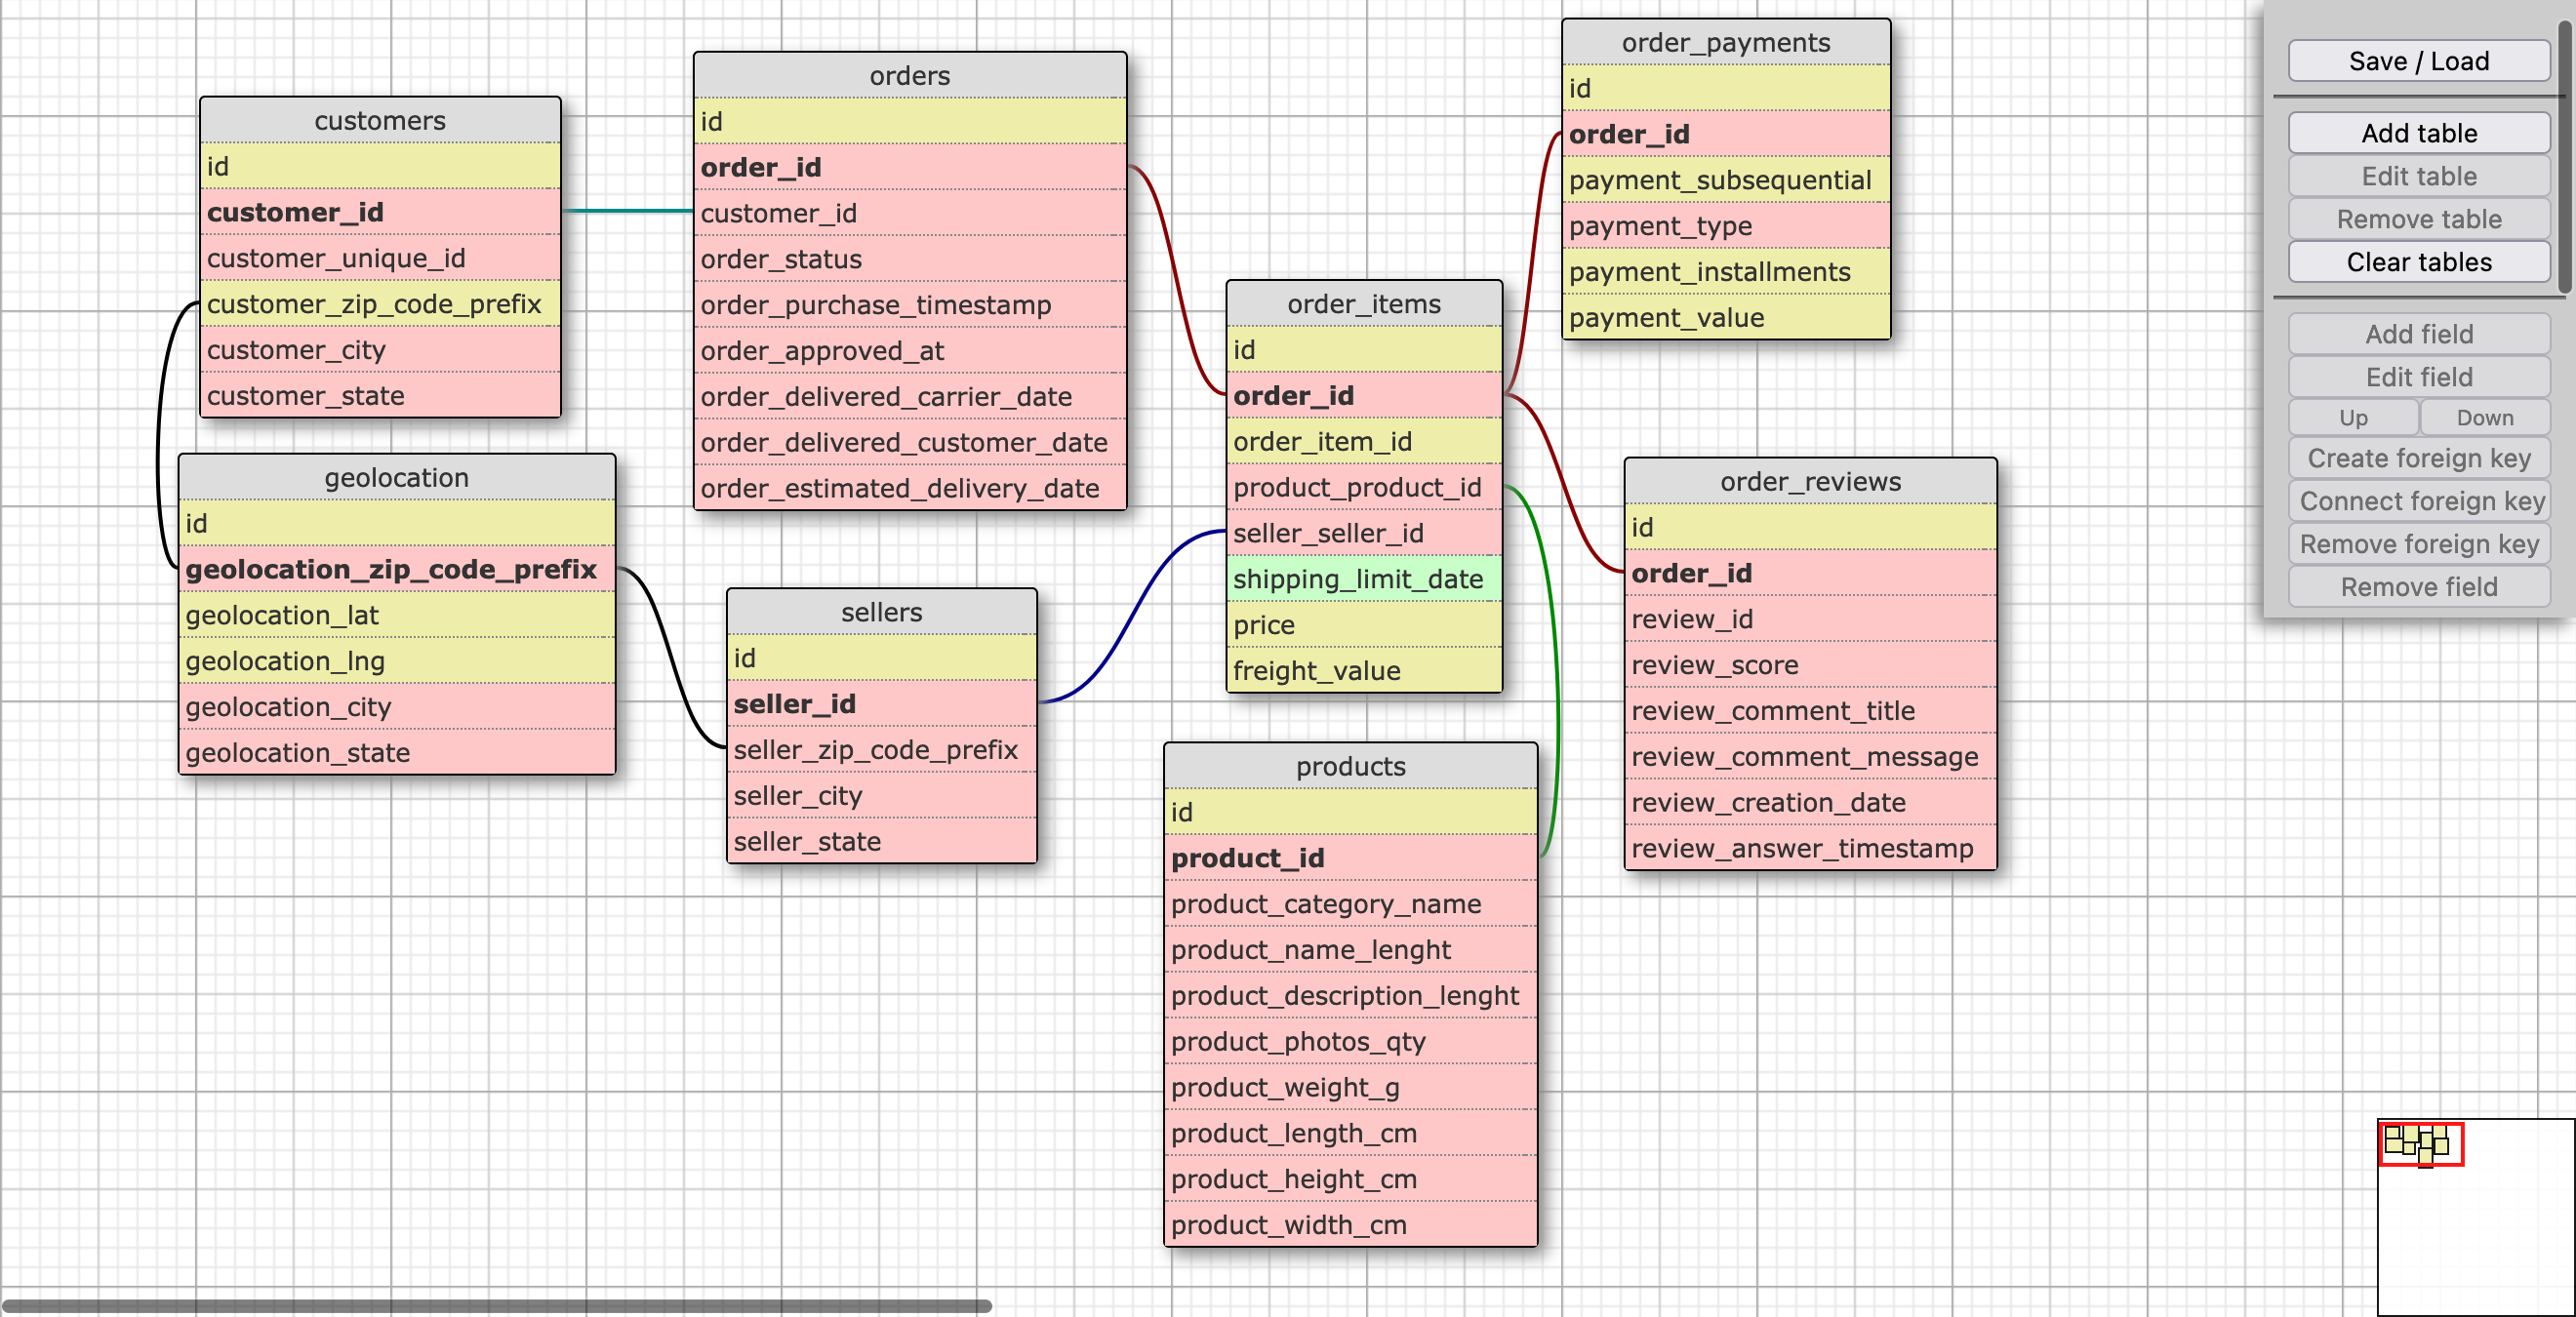 customers
id
customer_id
customer_unique_id
customer_zip_code_prefix
customer_city
customer_state
geolocation
id
geolocation_zip_code_prefix
geolocation_lat
geolocation_lng
geolocation_city
geolocation_state
orders
id
order_id
customer_id
order_status
order_purchase_timestamp
order_approved_at
order_delivered_carrier_date
order_delivered_customer_date
order_estimated_delivery_date
sellers
id
seller_id
seller_zip_code_prefix
seller_city
seller_state
order_items
id
order_id
order_item_id
product_product_id
seller_seller_id
shipping_limit_date
price
freight_value
products
id
product_id
product_category_name
product_name_lenght
product_description_lenght
product_photos_qty
product_weight_g
product_length_cm
product_height_cm
product_width_cm
order_payments
id
order_id
payment_subsequential
payment_type
payment_installments
payment_value
order_reviews
id
order_id
review_id
review_score
review_comment_title
review_comment_message
review_creation_date
review_answer_timestamp
Save / Load
Add table
Edit table
Remove table
Clear tables
Add field
Edit field
Up Down
Create foreign key
Connect foreign key
Remove foreign key
Remove field